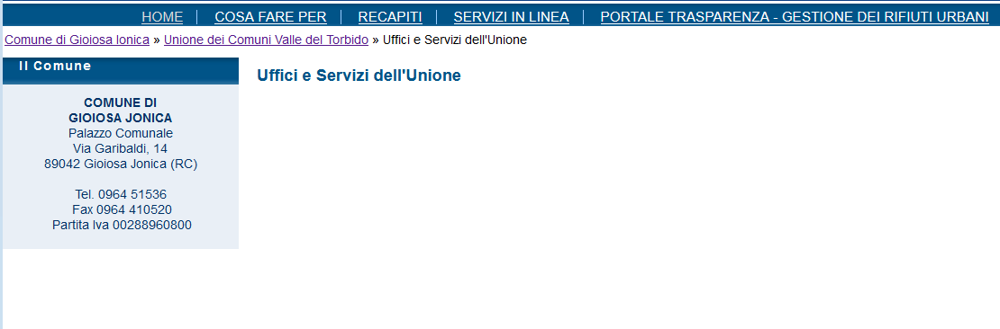 HOME COSA FARE PER RECAPITI SERVIZI IN LINEA PORTALE TRASPARENZA - GESTIONE DEI RIFIUTI URBANI
Comune di Gioiosa Ionica » Unione dei Comuni Valle del Torbido » Uffici e Servizi dell'Unione
Il Comune
COMUNE DI
GIOIOSA JONICA
Palazzo Comunale
Via Garibaldi, 14
89042 Gioiosa Jonica (RC)
Tel. 0964 51536
Fax 0964 410520
Partita Iva 00288960800
Uffici e Servizi dell'Unione